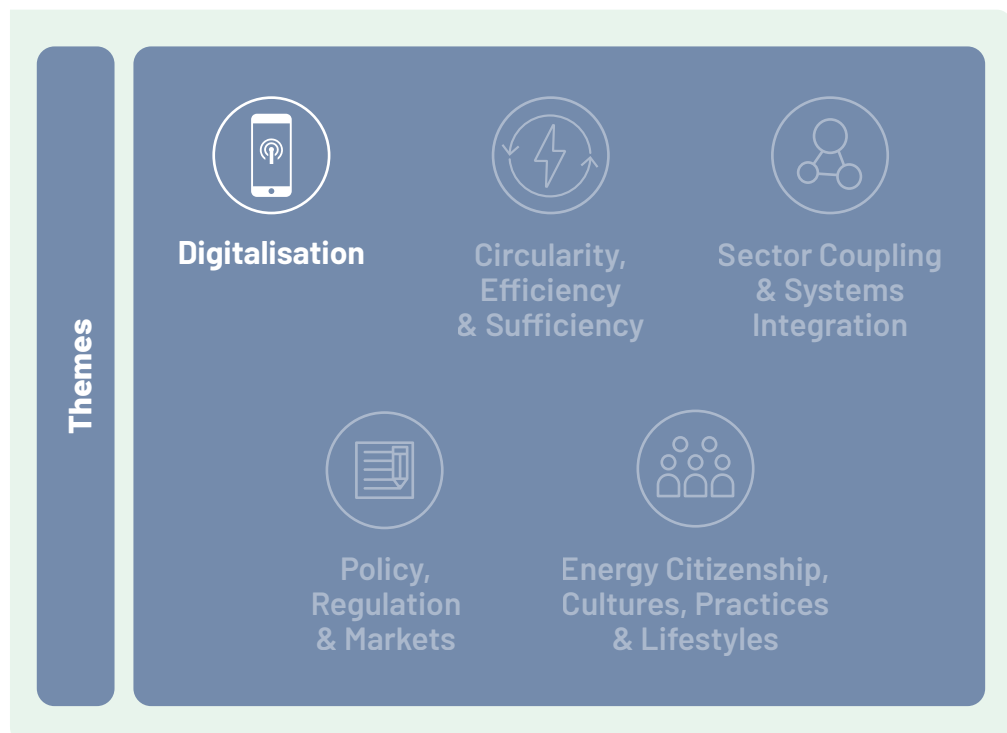 Themes
Digitalisation
Circularity,
Efficiency
& Sufficiency
Sector Coupling
& Systems
Integration
Policy,
Regulation
& Markets
Energy Citizenship,
Cultures, Practices
& Lifestyles